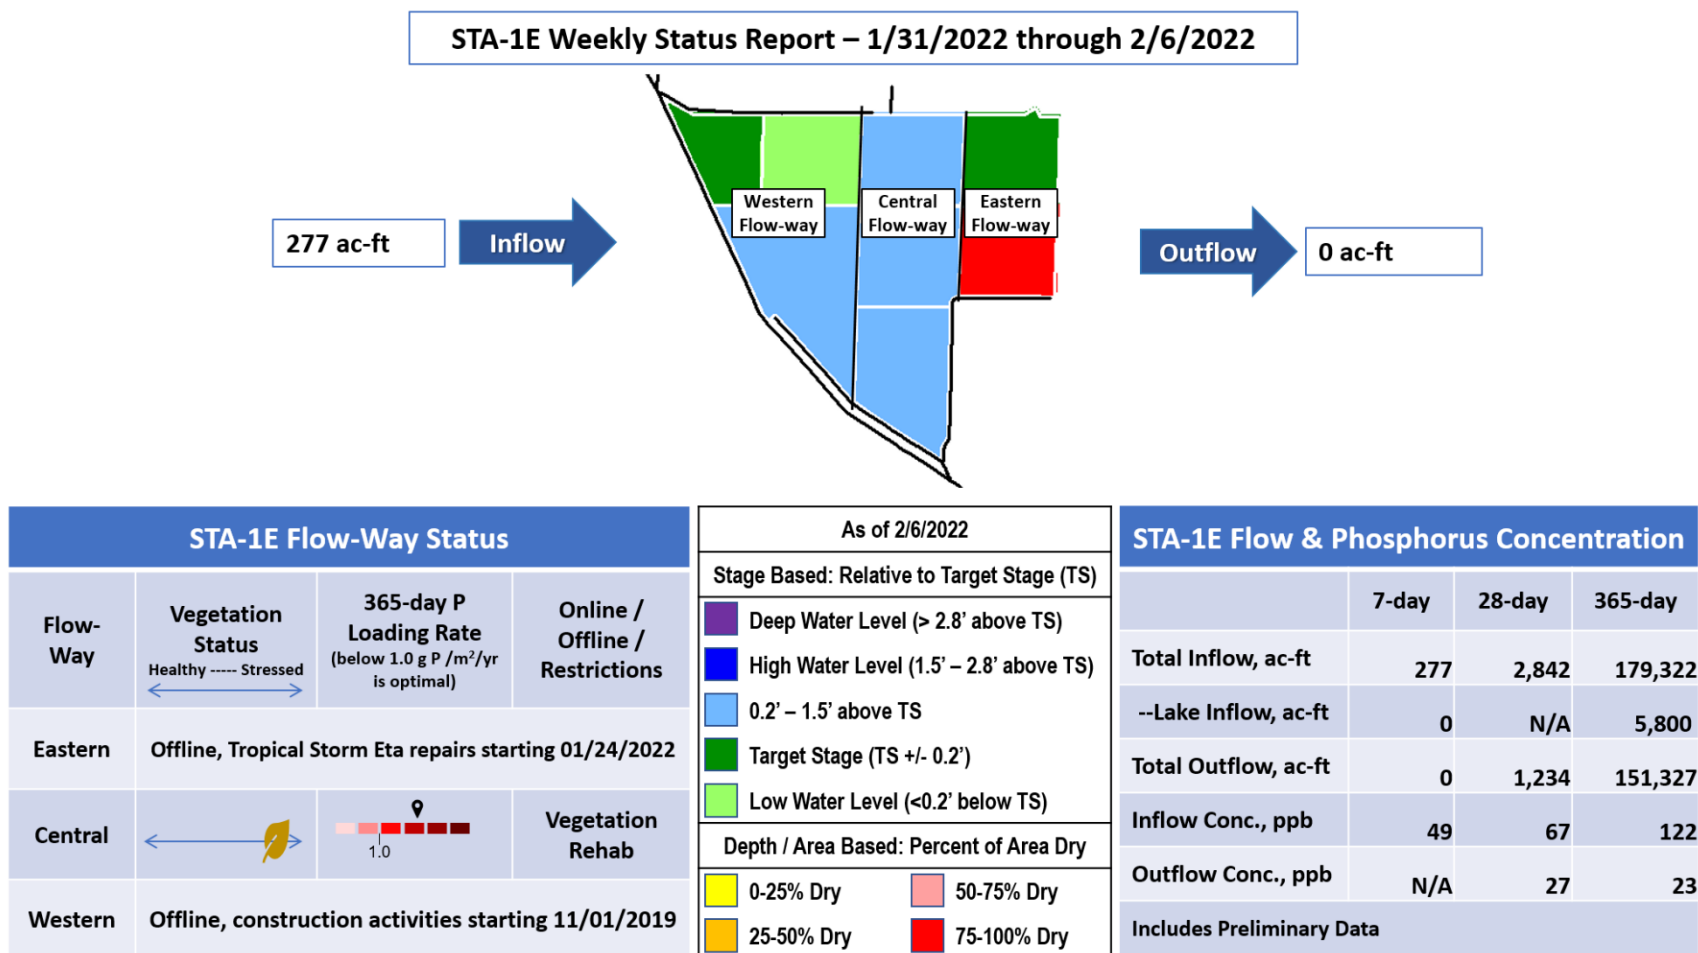 STA-1E Weekly Status Report – 1/31/2022 through 2/6/2022
277 ac-ft
Inflow
Western
Flow-way
Central
Flow-way
Eastern
Flow-way
Outflow
0 ac-ft
STA-1E Flow-Way Status
Flow-
Way
Vegetation
Status
Healthy ----- Stressed
365-day P
Loading Rate
(below 1.0 g P /m²/yr
is optimal)
Online /
Offline /
Restrictions
Eastern
Offline, Tropical Storm Eta repairs starting 01/24/2022
Central
1.0
Vegetation
Rehab
Western
Offline, construction activities starting 11/01/2019
As of 2/6/2022
Stage Based: Relative to Target Stage (TS)
Deep Water Level (> 2.8’ above TS)
High Water Level (1.5’ – 2.8’ above TS)
0.2’ – 1.5’ above TS
Target Stage (TS +/- 0.2’)
Low Water Level (<0.2’ below TS)
Depth / Area Based: Percent of Area Dry
0-25% Dry
50-75% Dry
25-50% Dry
75-100% Dry
STA-1E Flow & Phosphorus Concentration
7-day 28-day 365-day
Total Inflow, ac-ft 277 2,842 179,322
--Lake Inflow, ac-ft 0 N/A 5,800
Total Outflow, ac-ft 0 1,234 151,327
Inflow Conc., ppb 49 67 122
Outflow Conc., ppb N/A 27 23
Includes Preliminary Data